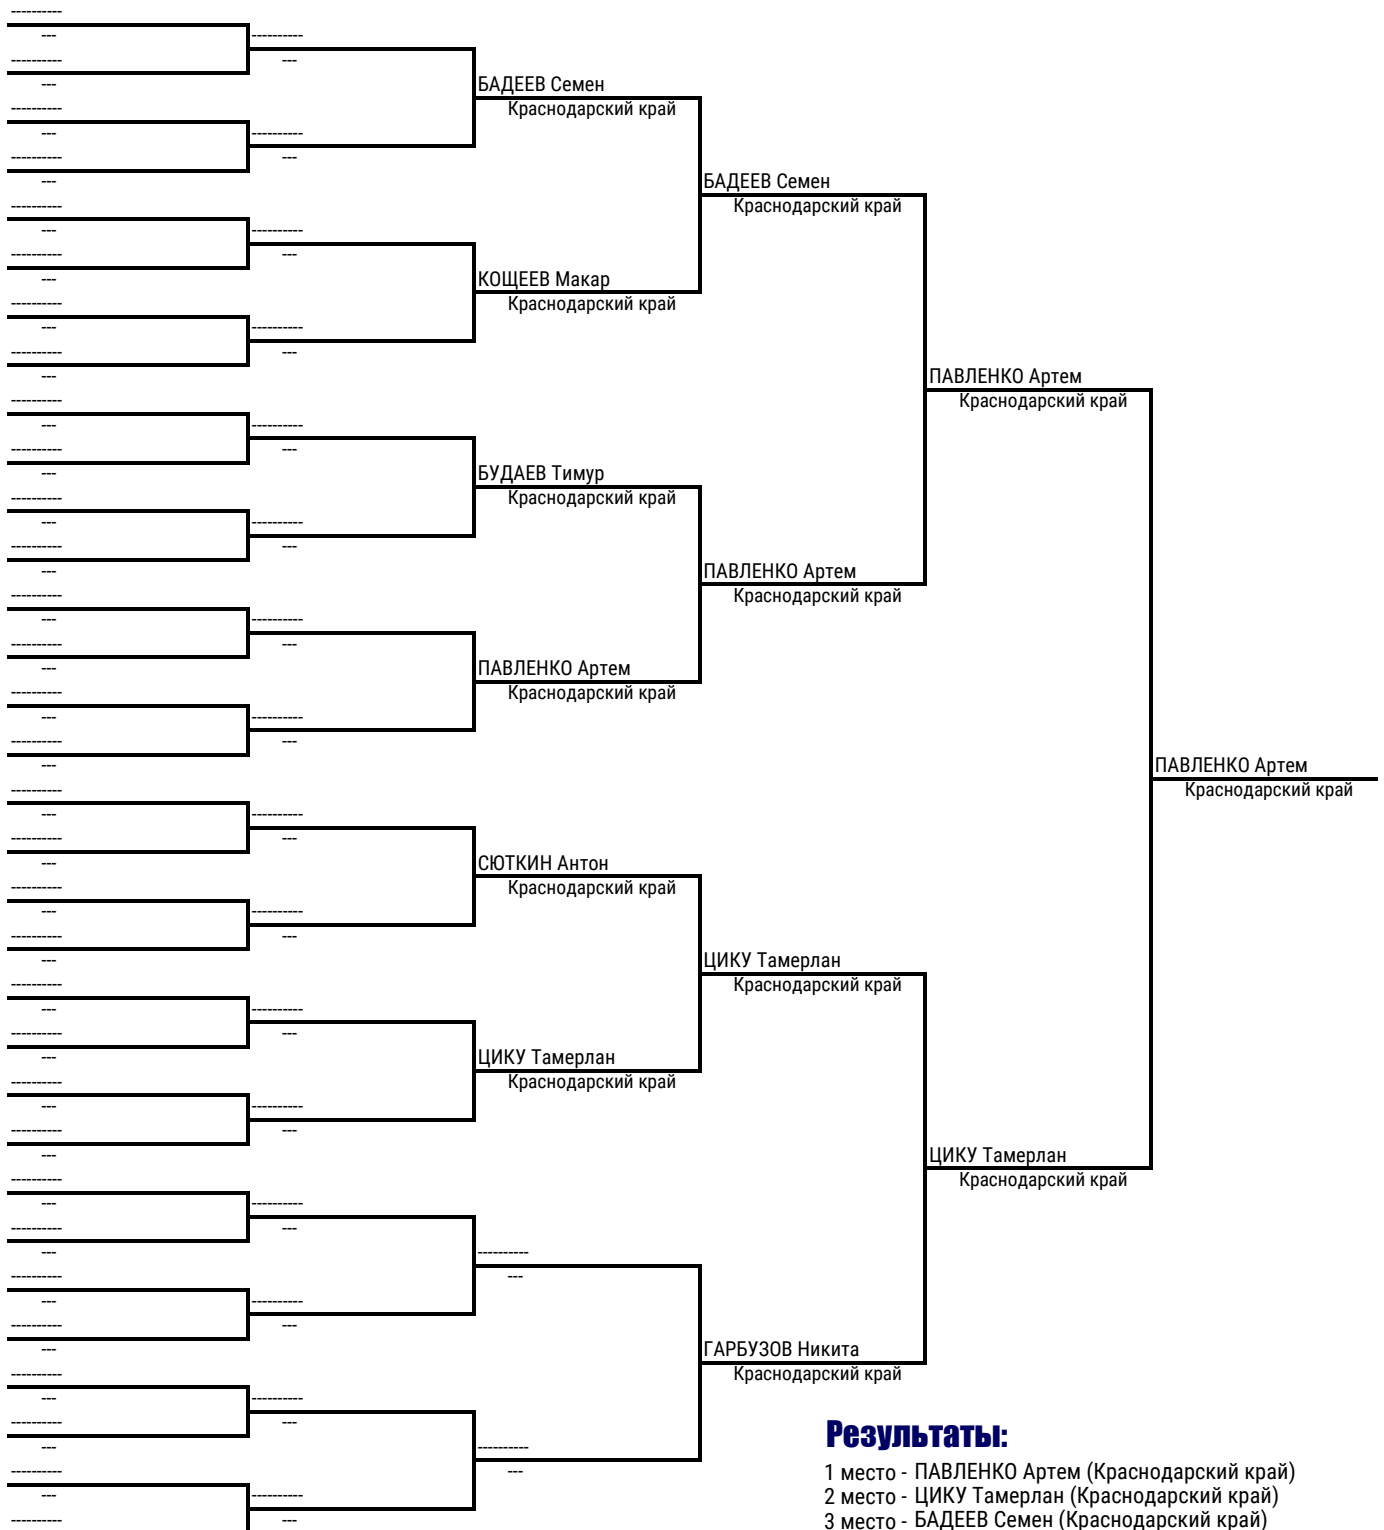 БАДЕЕВ Семен
Краснодарский край
БАДЕЕВ Семен
Краснодарский край
КОЩЕЕВ Макар
Краснодарский край
ПАВЛЕНКО Артем
Краснодарский край
БУДАЕВ Тимур
Краснодарский край
ПАВЛЕНКО Артем
Краснодарский край
ПАВЛЕНКО Артем
Краснодарский край
ПАВЛЕНКО Артем
Краснодарский край
СЮТКИН Антон
Краснодарский край
ЦИКУ Тамерлан
Краснодарский край
ЦИКУ Тамерлан
Краснодарский край
ЦИКУ Тамерлан
Краснодарский край
ГАРБУЗОВ Никита
Краснодарский край
Результаты:
1 место - ПАВЛЕНКО Артем (Краснодарский край)
2 место - ЦИКУ Тамерлан (Краснодарский край)
3 место - БАДЕЕВ Семен (Краснодарский край)